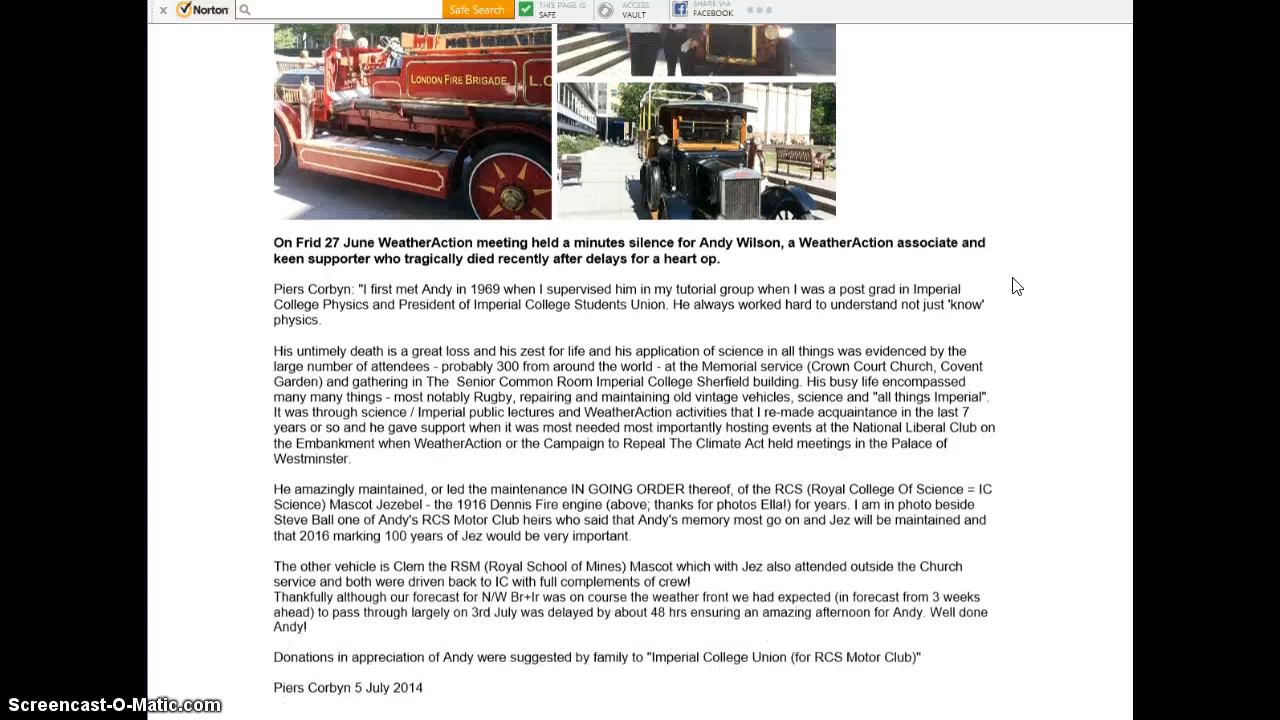 Norton
Safe Search
THIS PAGE IS
SAFE
ACCESS
VAULT
SHARE VIA
FACEBOOK
LONDON FIRE BRIGADE.
L.C
On Frid 27 June WeatherAction meeting held a minutes silence for Andy Wilson, a WeatherAction associate and
keen supporter who tragically died recently after delays for a heart op.
Piers Corbyn: "I first met Andy in 1969 when I supervised him in my tutorial group when I was a post grad in Imperial
College Physics and President of Imperial College Students Union. He always worked hard to understand not just 'know'
physics.
His untimely death is a great loss and his zest for life and his application of science in all things was evidenced by the
large number of attendees - probably 300 from around the world - at the Memorial service (Crown Court Church, Covent
Garden) and gathering in The  Senior Common Room Imperial College Sherfield building. His busy life encompassed
many many things - most notably Rugby, repairing and maintaining old vintage vehicles, science and "all things Imperial".
It was through science / Imperial public lectures and WeatherAction activities that I re-made acquaintance in the last 7
years or so and he gave support when it was most needed most importantly hosting events at the National Liberal Club on
the Embankment when WeatherAction or the Campaign to Repeal The Climate Act held meetings in the Palace of
Westminster.
He amazingly maintained, or led the maintenance IN GOING ORDER thereof, of the RCS (Royal College Of Science = IC
Science) Mascot Jezebel - the 1916 Dennis Fire engine (above; thanks for photos Ella!) for years. I am in photo beside
Steve Ball one of Andy's RCS Motor Club heirs who said that Andy's memory most go on and Jez will be maintained and
that 2016 marking 100 years of Jez would be very important.
The other vehicle is Clem the RSM (Royal School of Mines) Mascot which with Jez also attended outside the Church
service and both were driven back to IC with full complements of crew!
Thankfully although our forecast for N/W Br+Ir was on course the weather front we had expected (in forecast from 3 weeks
ahead) to pass through largely on 3rd July was delayed by about 48 hrs ensuring an amazing afternoon for Andy. Well done
Andy!
Donations in appreciation of Andy were suggested by family to "Imperial College Union (for RCS Motor Club)"
Piers Corbyn 5 July 2014
Screencast-O-Matic.com